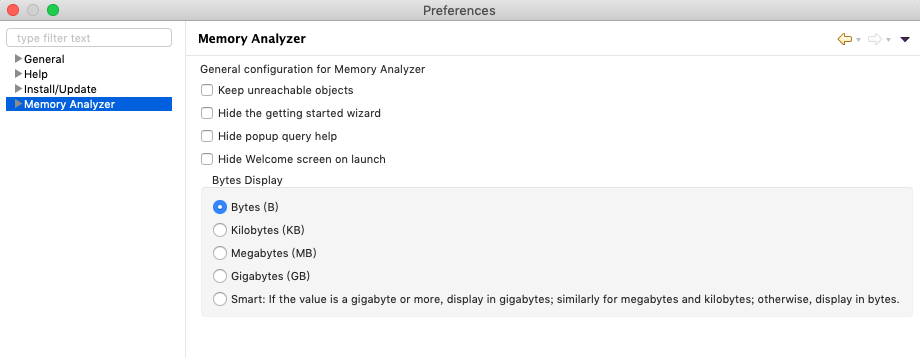 Preferences
type filter text
General
Help
Install/Update
Memory Analyzer
Memory Analyzer
General configuration for Memory Analyzer
Keep unreachable objects
Hide the getting started wizard
Hide popup query help
Hide Welcome screen on launch
Bytes Display
Bytes (B)
Kilobytes (KB)
Megabytes (MB)
Gigabytes (GB)
Smart: If the value is a gigabyte or more, display in gigabytes; similarly for megabytes and kilobytes; otherwise, display in bytes.